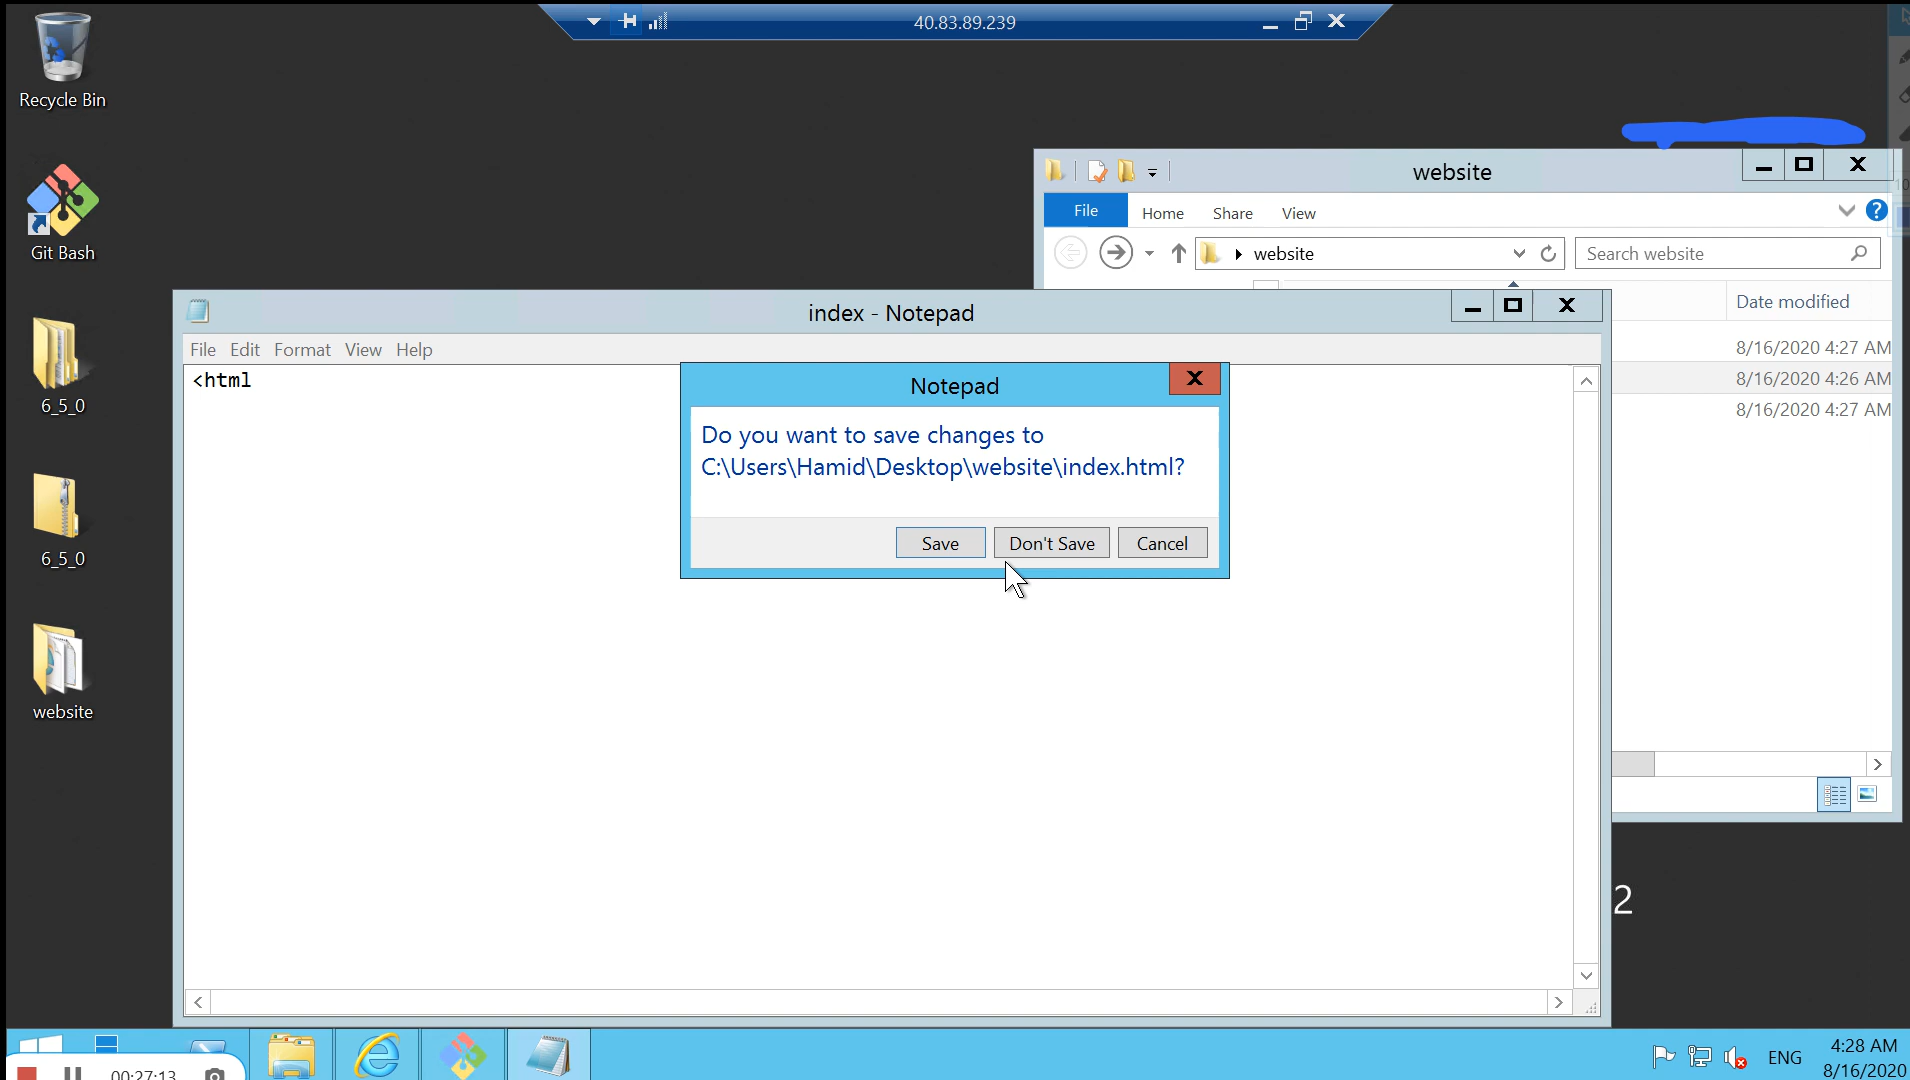 40.83.89.239
Recycle Bin
Git Bash
6_5_0
6_5_0
website
website
File Home Share View
website
Search website
Date modified
8/16/2020 4:27 AM
8/16/2020 4:26 AM
8/16/2020 4:27 AM
index - Notepad
File Edit Format View Help
<html
Notepad
Do you want to save changes to
C:\Users\Hamid\Desktop\website\index.html?
Save Don't Save Cancel
2
00:27:13
ENG
4:28 AM
8/16/2020